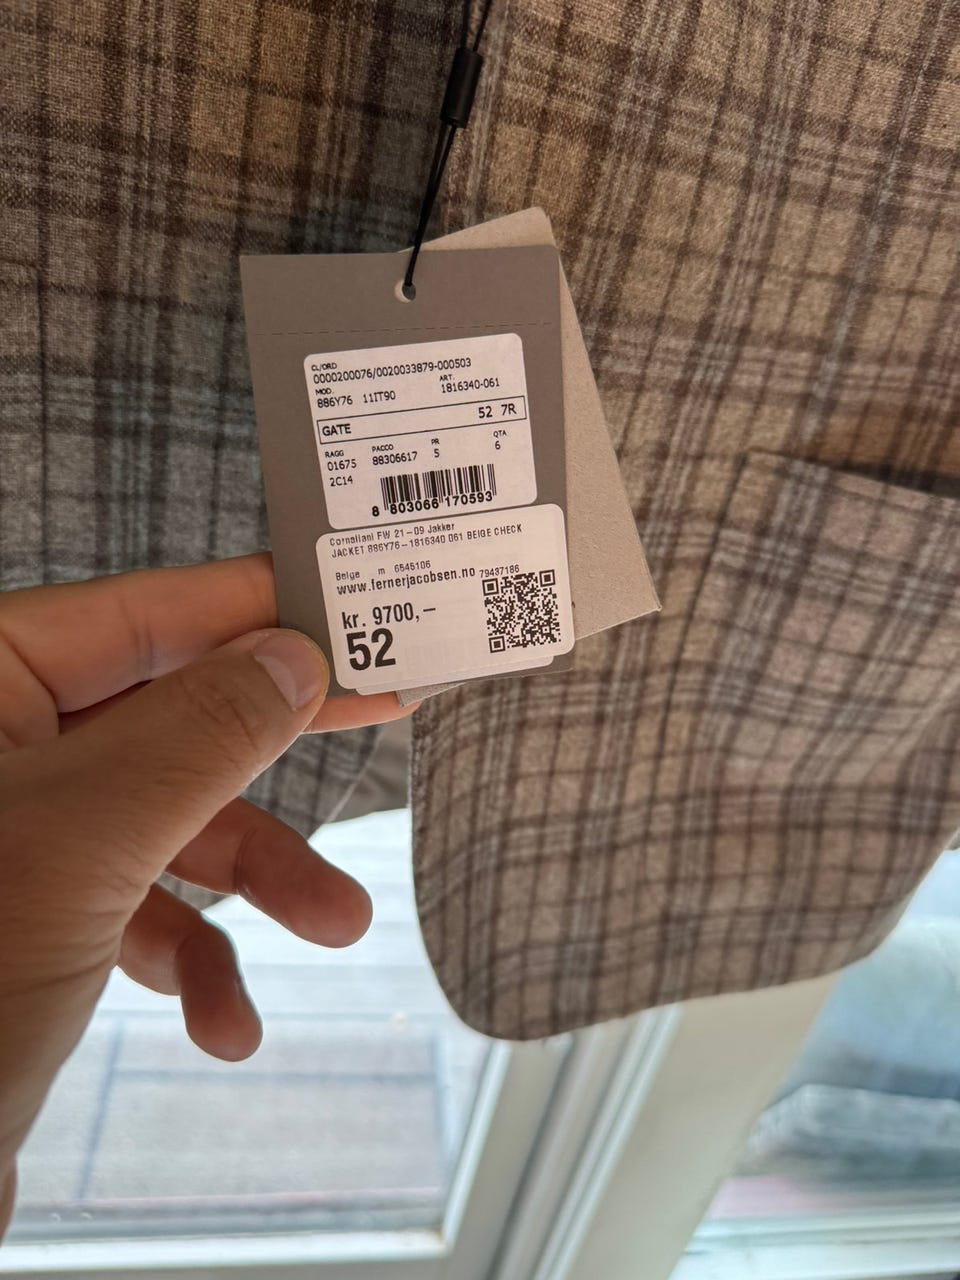 CL/ORD
0000200076/0020033879-000503
MOD. ART.
886Y76 11IT90 1816340-061
GATE 52 7R
RAGG PACCO PR QTA
01675 88306617 5 6
2C14
8 803066 170593
Corneliani FW 21-09 Jakker
JACKET 886Y76-1816340 061 BEIGE CHECK
Beige m 6545106
www.fernerjacobsen.no 79437186
kr. 9700,-
52